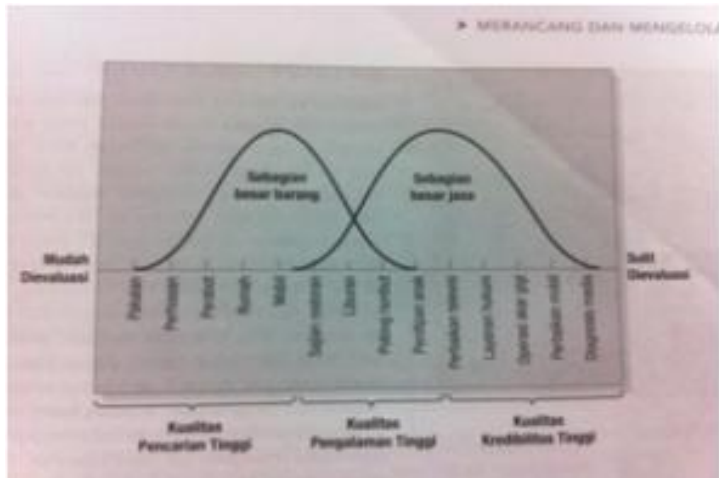 MERANCANG DAN MENGELOLA
Sebagian
besar barang
Sebagian
besar jasa
Mudah
Dievaluasi
Sulit
Dievaluasi
Pakaian
Perhiasan
Perabot
Rumah
Mobil
Sajian restoran
Liburan
Potong rambut
Penitipan anak
Perbaikan televisi
Layanan hukum
Operasi akar gigi
Perbaikan mobil
Diagnosis medis
Kualitas
Pencarian Tinggi
Kualitas
Pengalaman Tinggi
Kualitas
Kredibilitas Tinggi